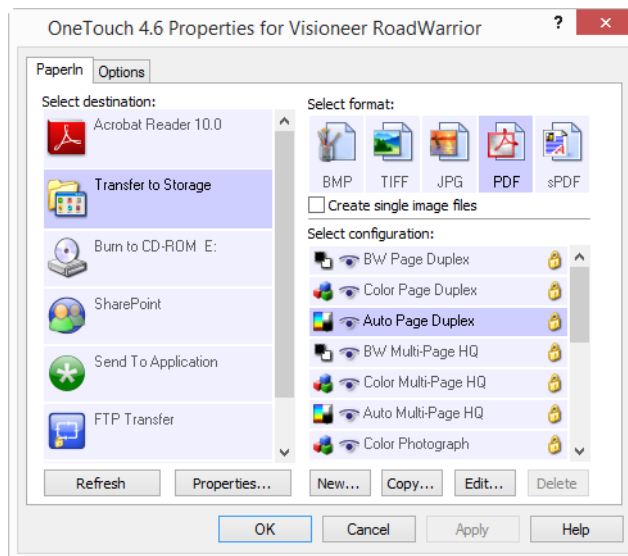 OneTouch 4.6 Properties for Visioneer RoadWarrior
?
PaperIn
Options
Select destination:
Acrobat Reader 10.0
Transfer to Storage
Burn to CD-ROM E:
SharePoint
Send To Application
FTP Transfer
Refresh
Properties...
Select format:
BMP
TIFF
JPG
PDF
sPDF
Create single image files
Select configuration:
BW Page Duplex
Color Page Duplex
Auto Page Duplex
BW Multi-Page HQ
Color Multi-Page HQ
Auto Multi-Page HQ
Color Photograph
New...
Copy...
Edit...
Delete
OK
Cancel
Apply
Help